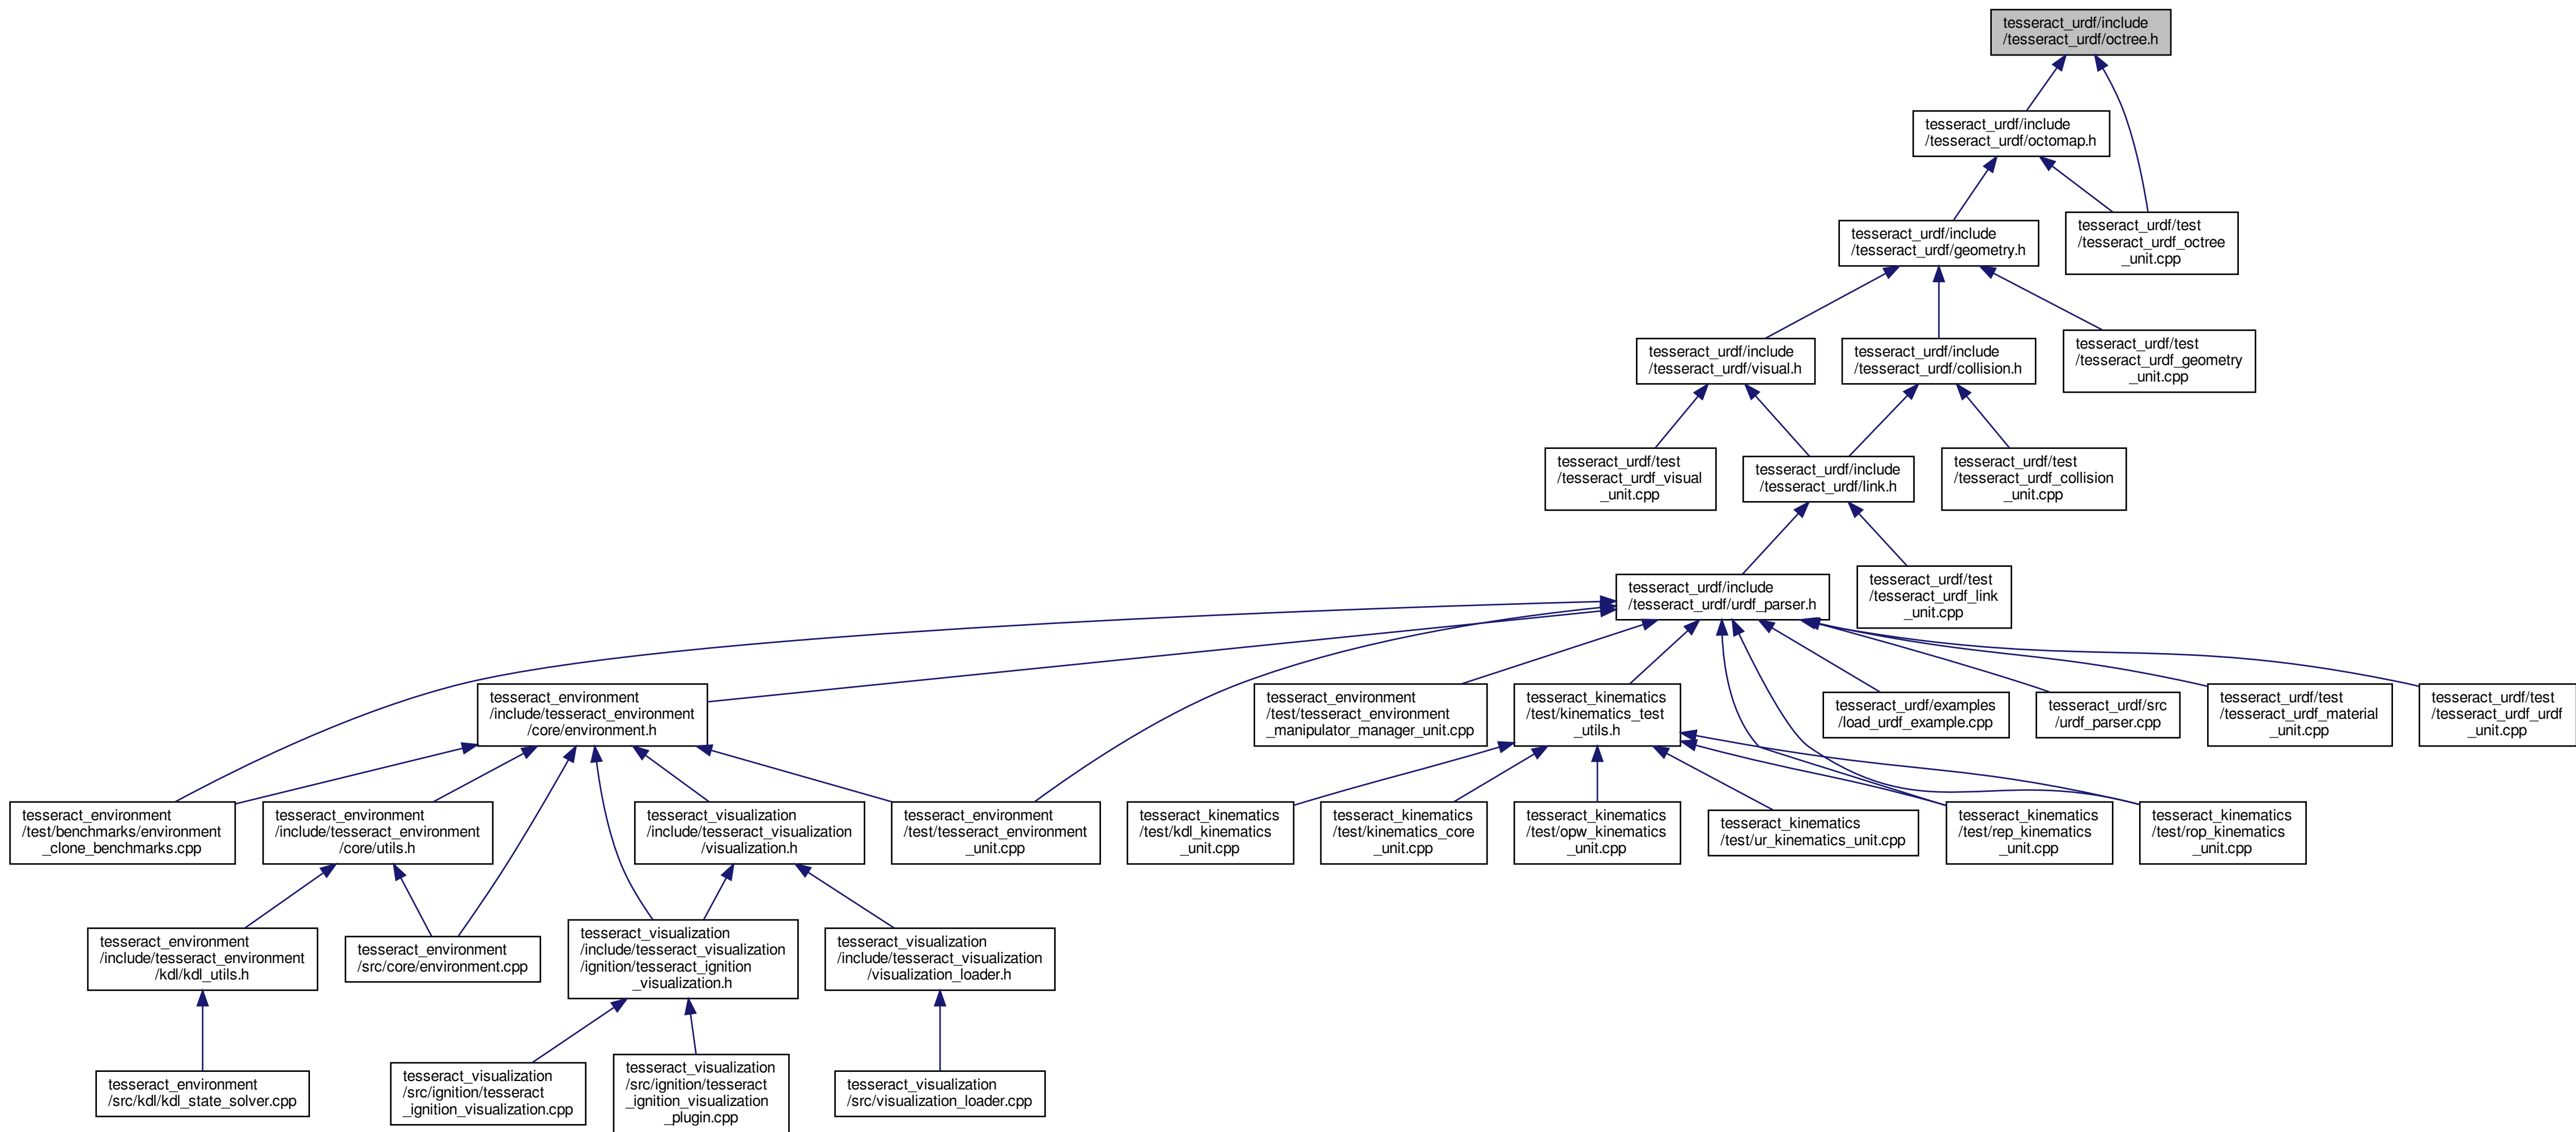 tesseract_urdf/include
/tesseract_urdf/octree.h
tesseract_urdf/include
/tesseract_urdf/octomap.h
tesseract_urdf/include
/tesseract_urdf/geometry.h
tesseract_urdf/test
/tesseract_urdf_octree
_unit.cpp
tesseract_urdf/include
/tesseract_urdf/visual.h
tesseract_urdf/include
/tesseract_urdf/collision.h
tesseract_urdf/test
/tesseract_urdf_geometry
_unit.cpp
tesseract_urdf/test
/tesseract_urdf_visual
_unit.cpp
tesseract_urdf/include
/tesseract_urdf/link.h
tesseract_urdf/test
/tesseract_urdf_collision
_unit.cpp
tesseract_urdf/include
/tesseract_urdf/urdf_parser.h
tesseract_urdf/test
/tesseract_urdf_link
_unit.cpp
tesseract_environment
/include/tesseract_environment
/core/environment.h
tesseract_environment
/test/tesseract_environment
_manipulator_manager_unit.cpp
tesseract_kinematics
/test/kinematics_test
_utils.h
tesseract_urdf/examples
/load_urdf_example.cpp
tesseract_urdf/src
/urdf_parser.cpp
tesseract_urdf/test
/tesseract_urdf_material
_unit.cpp
tesseract_urdf/test
/tesseract_urdf_urdf
_unit.cpp
tesseract_environment
/test/benchmarks/environment
_clone_benchmarks.cpp
tesseract_environment
/include/tesseract_environment
/core/utils.h
tesseract_visualization
/include/tesseract_visualization
/visualization.h
tesseract_environment
/test/tesseract_environment
_unit.cpp
tesseract_kinematics
/test/kdl_kinematics
_unit.cpp
tesseract_kinematics
/test/kinematics_core
_unit.cpp
tesseract_kinematics
/test/opw_kinematics
_unit.cpp
tesseract_kinematics
/test/ur_kinematics_unit.cpp
tesseract_kinematics
/test/rep_kinematics
_unit.cpp
tesseract_kinematics
/test/rop_kinematics
_unit.cpp
tesseract_environment
/include/tesseract_environment
/kdl/kdl_utils.h
tesseract_environment
/src/core/environment.cpp
tesseract_visualization
/include/tesseract_visualization
/ignition/tesseract_ignition
_visualization.h
tesseract_visualization
/include/tesseract_visualization
/visualization_loader.h
tesseract_environment
/src/kdl/kdl_state_solver.cpp
tesseract_visualization
/src/ignition/tesseract
_ignition_visualization.cpp
tesseract_visualization
/src/ignition/tesseract
_ignition_visualization
_plugin.cpp
tesseract_visualization
/src/visualization_loader.cpp